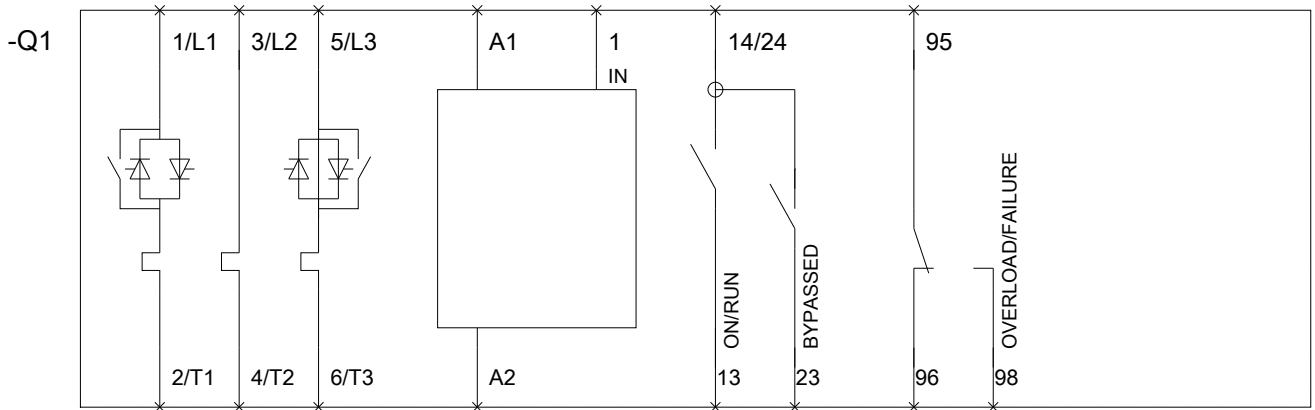 -Q1
1/L1 3/L2 5/L3 A1 1 14/24 95
IN
ON/RUN
BYPASSED
OVERLOAD/FAILURE
2/T1 4/T2 6/T3 A2 13 23 96 98